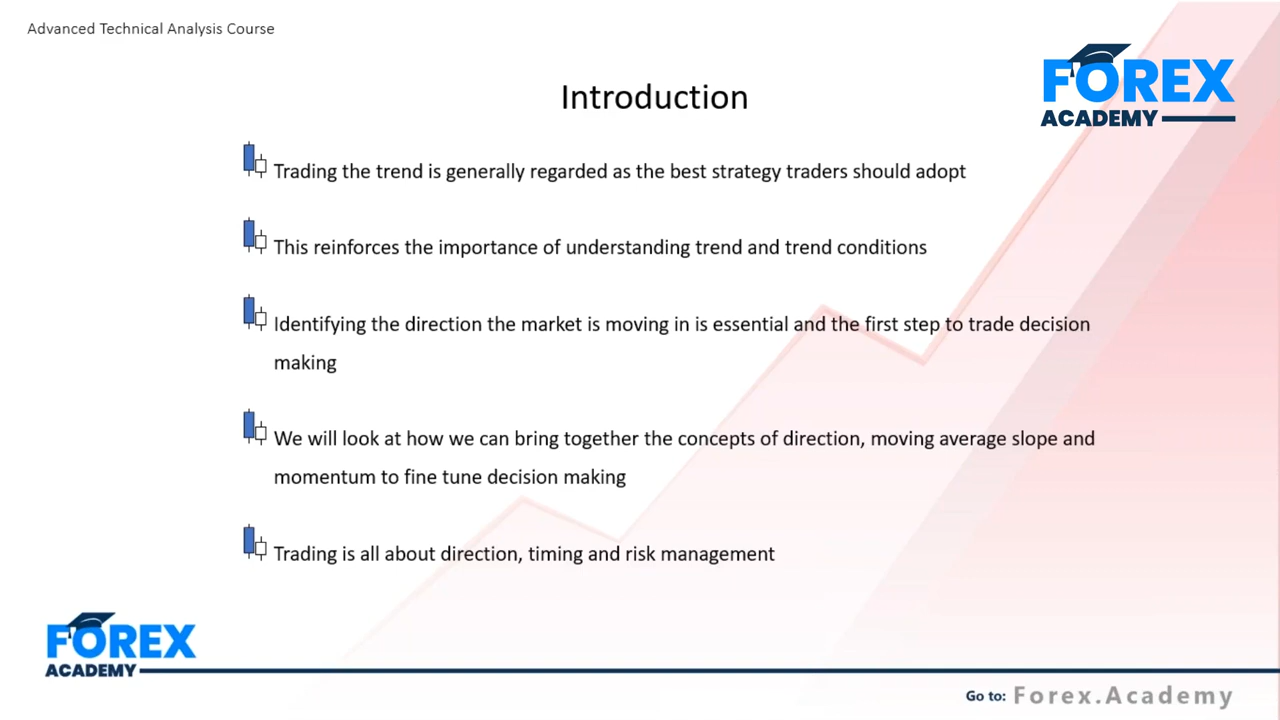 Advanced Technical Analysis Course
FOREX
ACADEMY
Introduction
Trading the trend is generally regarded as the best strategy traders should adopt
This reinforces the importance of understanding trend and trend conditions
Identifying the direction the market is moving in is essential and the first step to trade decision
making
We will look at how we can bring together the concepts of direction, moving average slope and
momentum to fine tune decision making
Trading is all about direction, timing and risk management
FOREX
ACADEMY
Go to: Forex.Academy